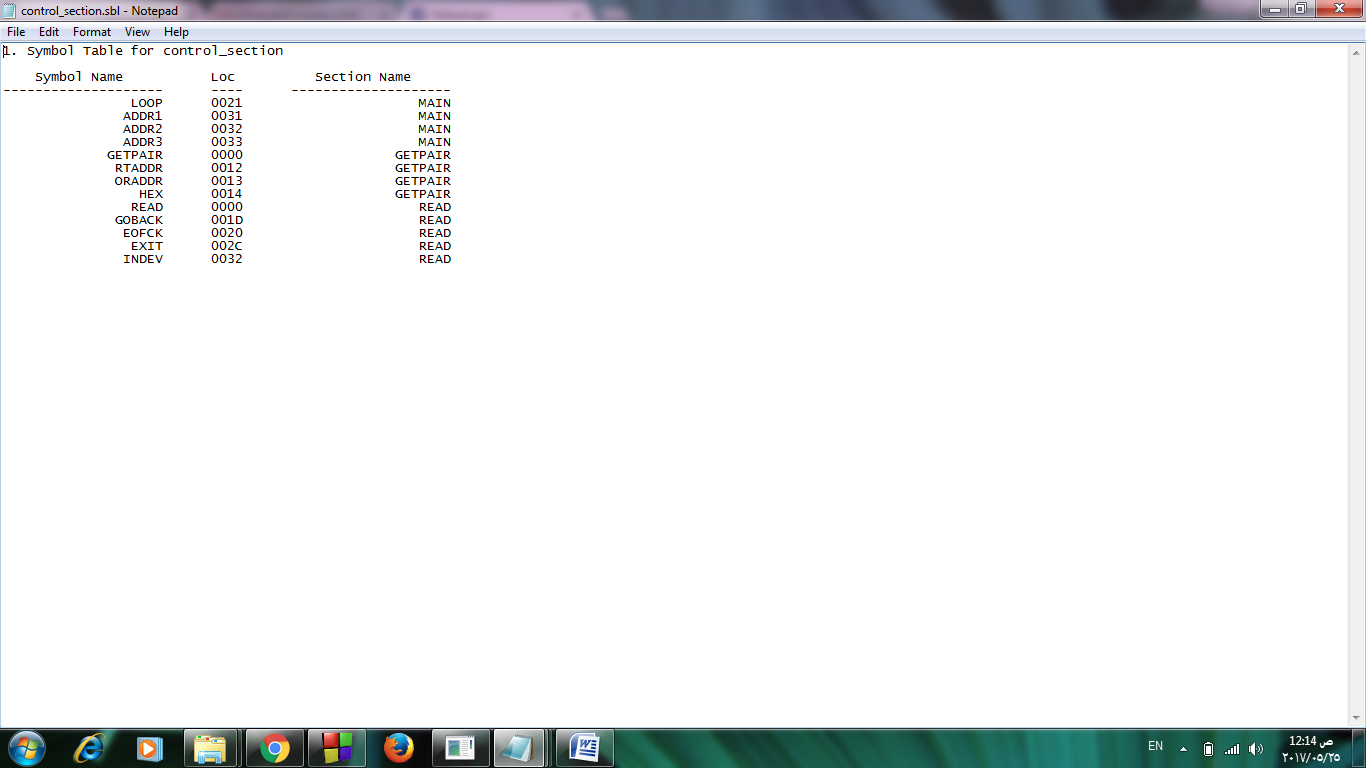 control_section.sbl - Notepad
File Edit Format View Help
1. Symbol Table for control_section
Symbol Name Loc Section Name
-------------------- ---- --------------------
LOOP 0021 MAIN
ADDR1 0031 MAIN
ADDR2 0032 MAIN
ADDR3 0033 MAIN
GETPAIR 0000 GETPAIR
RTADDR 0012 GETPAIR
ORADDR 0013 GETPAIR
HEX 0014 GETPAIR
READ 0000 READ
GOBACK 001D READ
EOFCK 0020 READ
EXIT 002C READ
INDEV 0032 READ
EN
12:14 ص
٢٠١٧/٠٥/٢٥